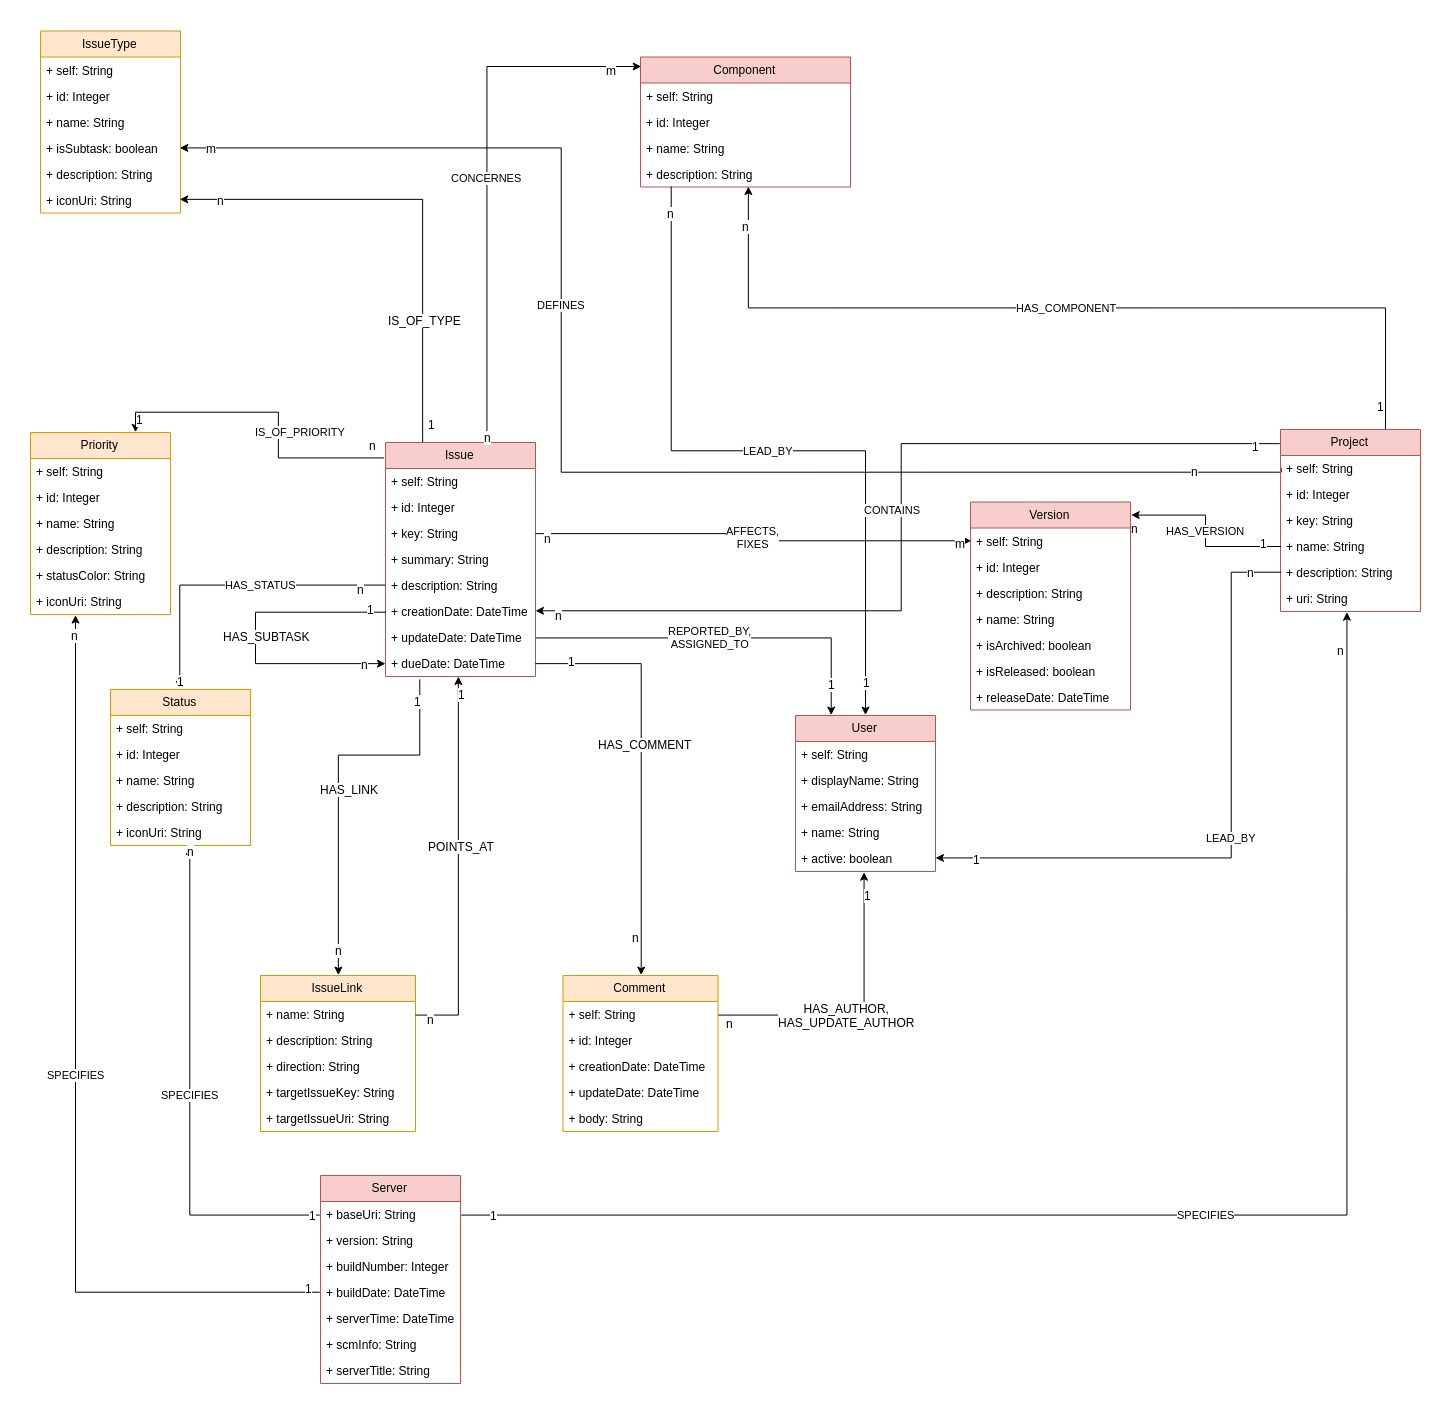 IssueType
+ self: String
+ id: Integer
+ name: String
+ isSubtask: boolean
+ description: String
+ iconUri: String
m
n
Component
+ self: String
+ id: Integer
+ name: String
+ description: String
m
n
n
CONCERNES
DEFINES
IS_OF_TYPE
HAS_COMPONENT
1
n
1
Priority
+ self: String
+ id: Integer
+ name: String
+ description: String
+ statusColor: String
+ iconUri: String
1
IS_OF_PRIORITY
n
n
Issue
+ self: String
+ id: Integer
+ key: String
+ summary: String
+ description: String
+ creationDate: DateTime
+ updateDate: DateTime
+ dueDate: DateTime
LEAD_BY
CONTAINS
1
n
Project
+ self: String
+ id: Integer
+ key: String
+ name: String
+ description: String
+ uri: String
n
AFFECTS,
FIXES
m
Version
+ self: String
+ id: Integer
+ description: String
+ name: String
+ isArchived: boolean
+ isReleased: boolean
+ releaseDate: DateTime
n
HAS_VERSION
1
n
HAS_STATUS
n
1
HAS_SUBTASK
n
n
REPORTED_BY,
ASSIGNED_TO
1
1
1
n
1
1
1
Status
+ self: String
+ id: Integer
+ name: String
+ description: String
+ iconUri: String
n
HAS_LINK
POINTS_AT
HAS_COMMENT
User
+ self: String
+ displayName: String
+ emailAddress: String
+ name: String
+ active: boolean
1
LEAD_BY
1
n
n
IssueLink
+ name: String
+ description: String
+ direction: String
+ targetIssueKey: String
+ targetIssueUri: String
n
Comment
+ self: String
+ id: Integer
+ creationDate: DateTime
+ updateDate: DateTime
+ body: String
n
HAS_AUTHOR,
HAS_UPDATE_AUTHOR
SPECIFIES
SPECIFIES
Server
+ baseUri: String
+ version: String
+ buildNumber: Integer
+ buildDate: DateTime
+ serverTime: DateTime
+ scmInfo: String
+ serverTitle: String
1
1
1
SPECIFIES